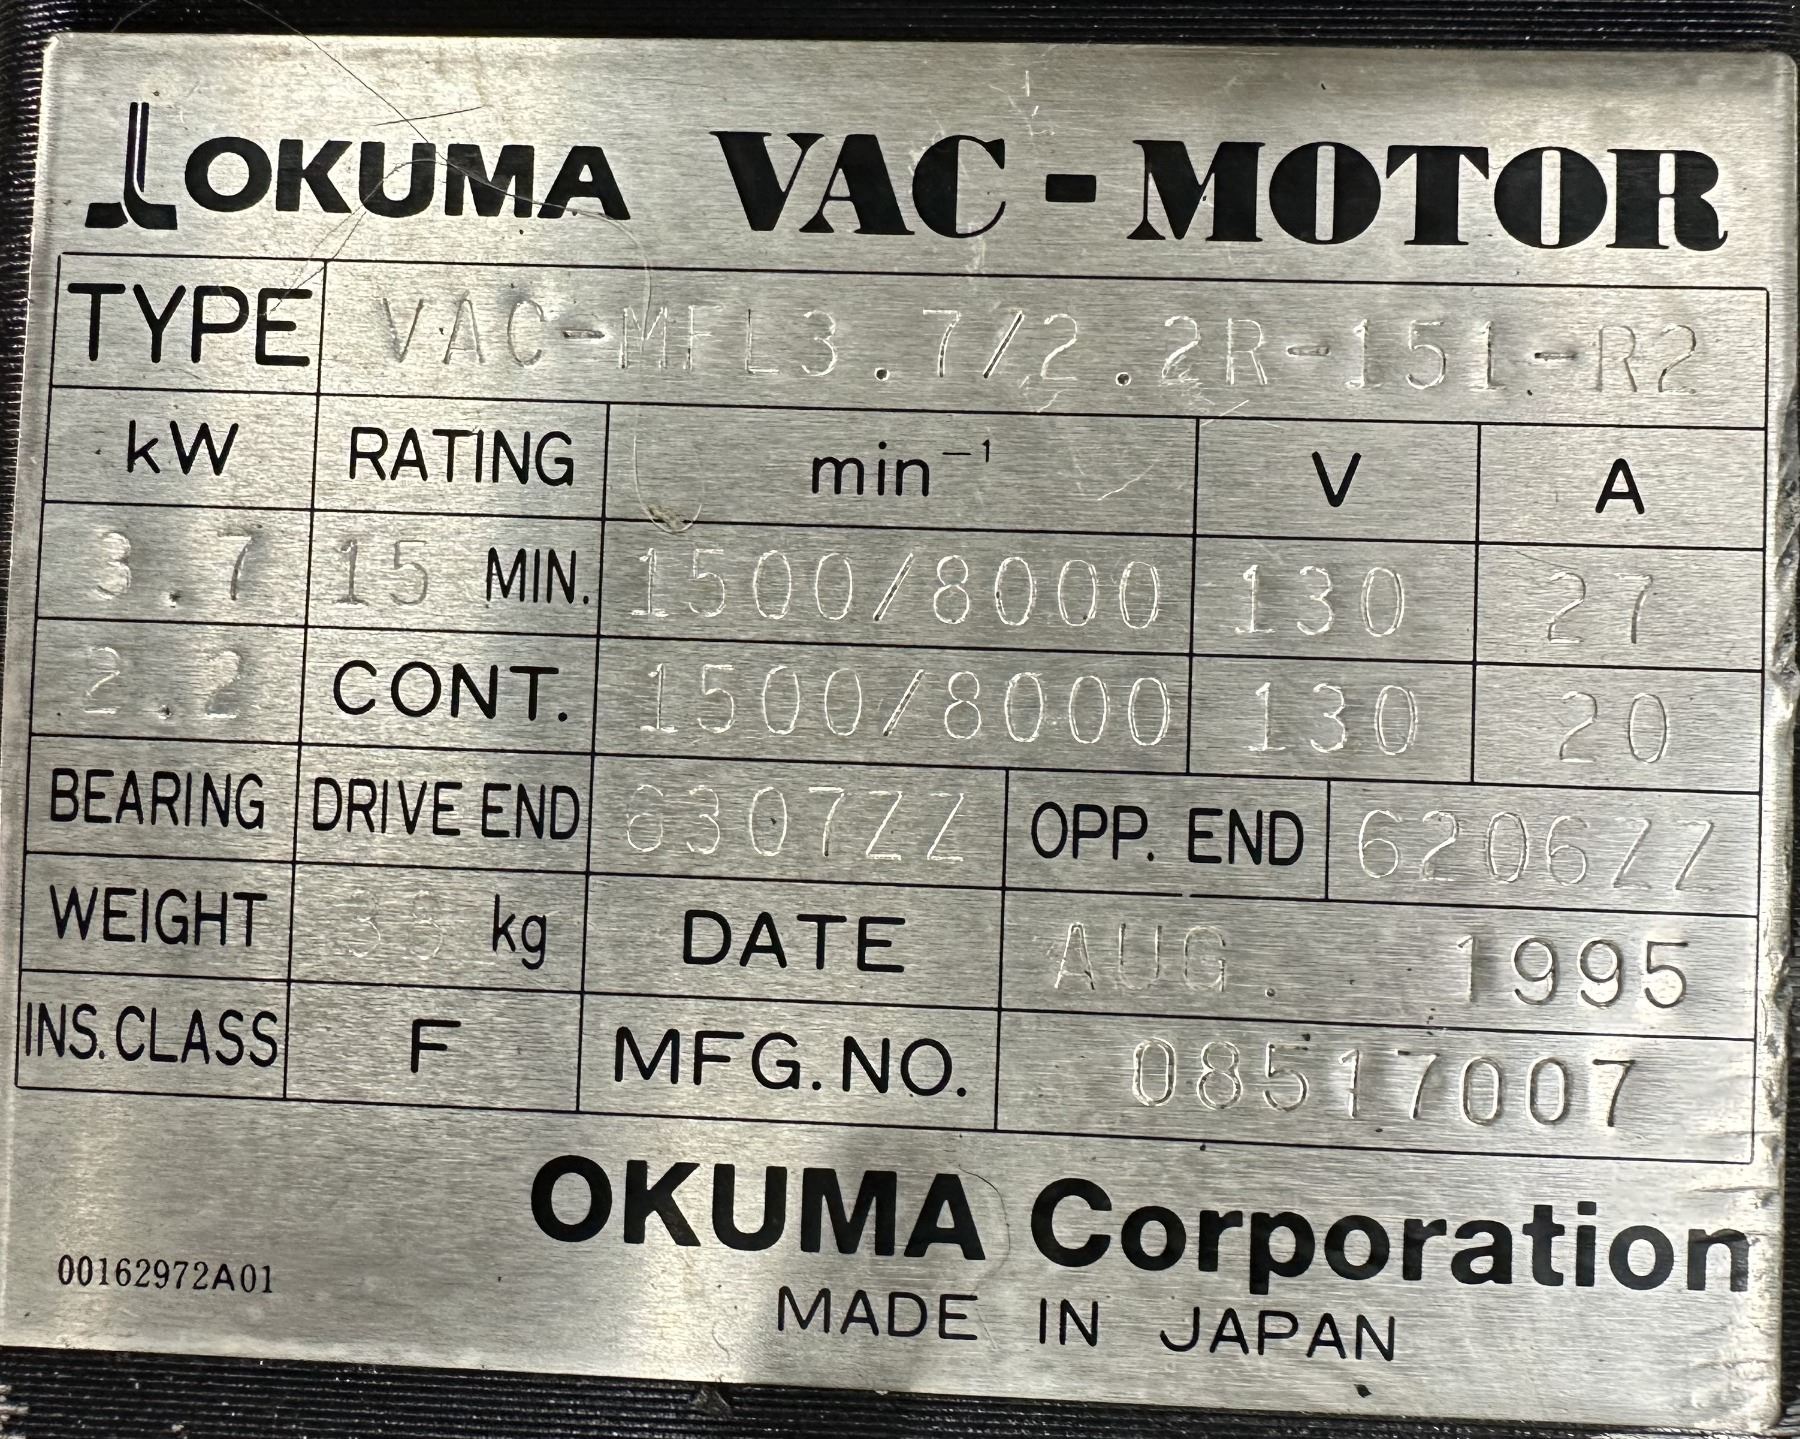 OKUMA VAC-MOTOR
TYPE VAC-MFL3.7/2.2R-151-R2
kW RATING min⁻¹ V A
3.7 15 MIN. 1500/8000 130 27
2.2 CONT. 1500/8000 130 20
BEARING DRIVE END 6307ZZ OPP. END 6206ZZ
WEIGHT kg DATE AUG. 1995
INS. CLASS F MFG.NO. 08517007
OKUMA Corporation
00162972A01
MADE IN JAPAN